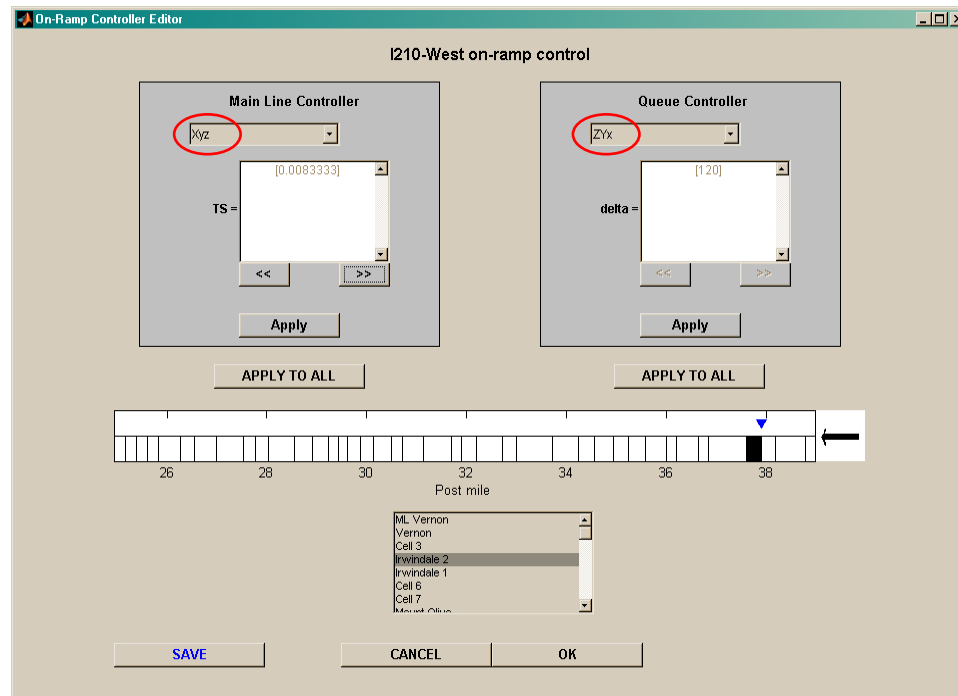 On-Ramp Controller Editor
I210-West on-ramp control
Main Line Controller
Xyz
TS =
[0.0083333]
<< >>
Apply
APPLY TO ALL
Queue Controller
ZYx
delta =
[120]
<< >>
Apply
APPLY TO ALL
26 28 30 32 34 36 38
Post mile
ML Vernon
Vernon
Cell 3
Irwindale 2
Irwindale 1
Cell 6
Cell 7
Mount Olive
SAVE CANCEL OK